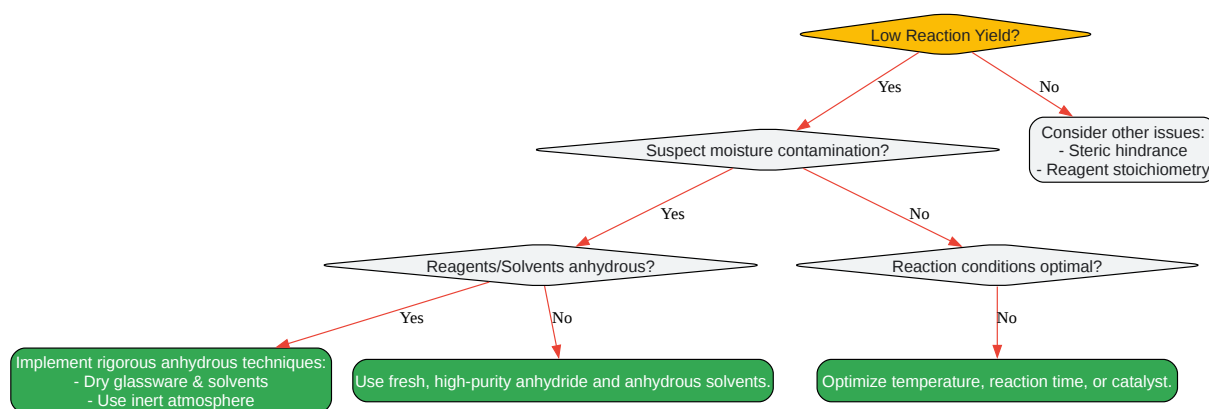 Low Reaction Yield?
Yes
No
Suspect moisture contamination?
Consider other issues:
- Steric hindrance
- Reagent stoichiometry
Yes
No
Reagents/Solvents anhydrous?
Reaction conditions optimal?
Yes
No
No
Implement rigorous anhydrous techniques:
- Dry glassware & solvents
- Use inert atmosphere
Use fresh, high-purity anhydride and anhydrous solvents.
Optimize temperature, reaction time, or catalyst.